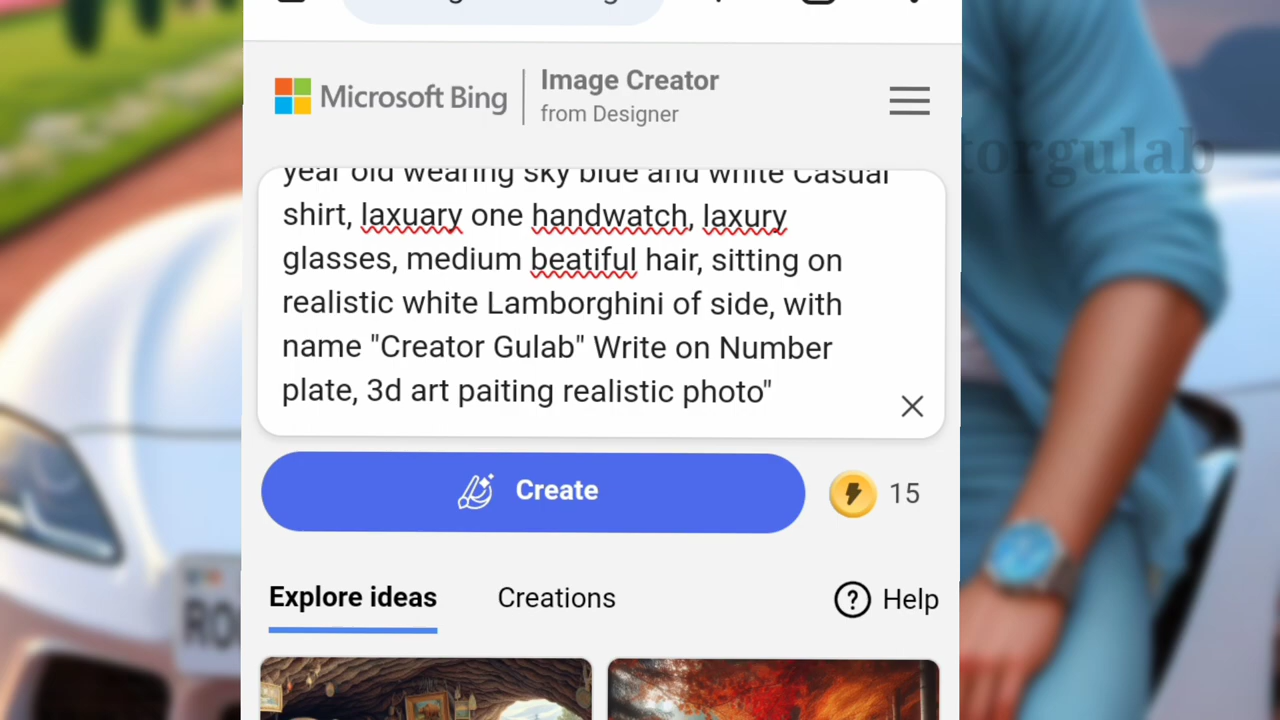 Microsoft Bing
Image Creator
from Designer
year old wearing sky blue and white Casual
shirt, laxuary one handwatch, laxury
glasses, medium beatiful hair, sitting on
realistic white Lamborghini of side, with
name "Creator Gulab" Write on Number
plate, 3d art paiting realistic photo"
Create
15
Explore ideas
Creations
Help
torgulab